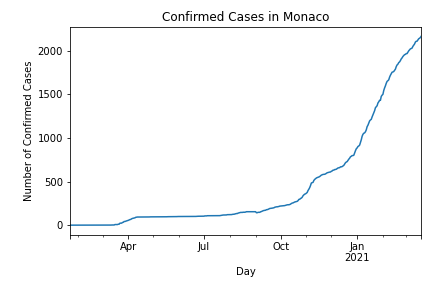 Confirmed Cases in Monaco
Number of Confirmed Cases
2000
1500
1000
500
0
Apr
Jul
Oct
Jan
2021
Day